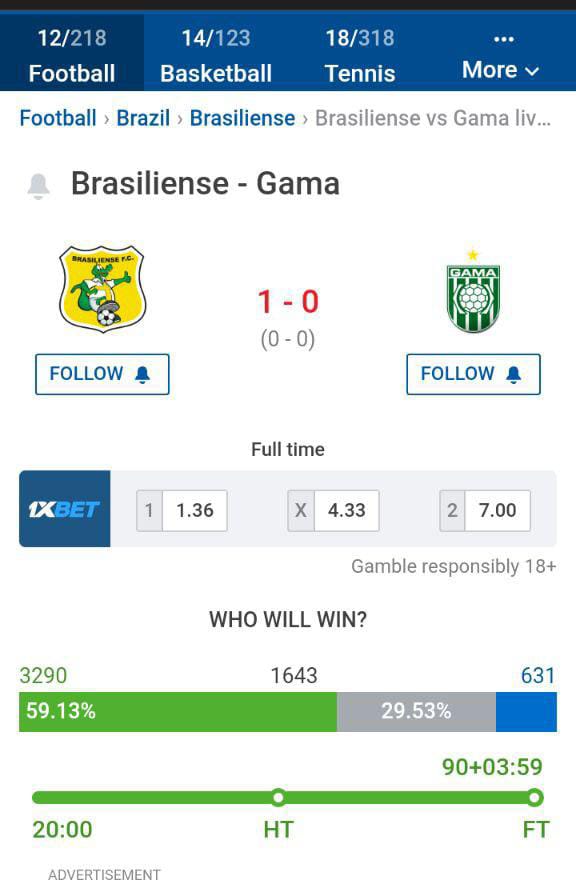 12/218 14/123 18/318 ...
Football Basketball Tennis More
Football › Brazil › Brasiliense › Brasiliense vs Gama liv...
Brasiliense - Gama
BRASILIENSE F.C.
GAMA
1 - 0
(0 - 0)
FOLLOW FOLLOW
Full time
1XBET 1 1.36 X 4.33 2 7.00
Gamble responsibly 18+
WHO WILL WIN?
3290 1643 631
59.13% 29.53%
90+03:59
20:00 HT FT
ADVERTISEMENT